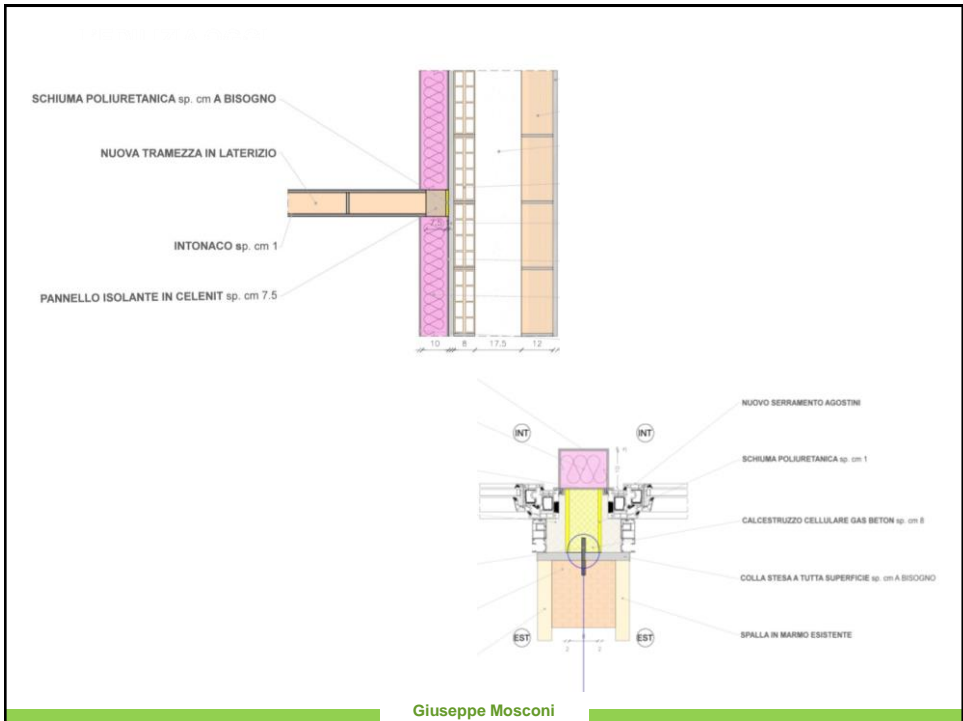 SCHIUMA POLIURETANICA sp. cm A BISOGNO
NUOVA TRAMEZZA IN LATERIZIO
INTONACO sp. cm 1
PANNELLO ISOLANTE IN CELENIT sp. cm 7.5
10 8 17.5 12
NUOVO SERRAMENTO AGOSTINI
INT INT
SCHIUMA POLIURETANICA sp. cm 1
CALCESTRUZZO CELLULARE GAS BETON sp. cm 8
COLLA STESA A TUTTA SUPERFICIE sp. cm A BISOGNO
SPALLA IN MARMO ESISTENTE
EST EST
2 2
Giuseppe Mosconi